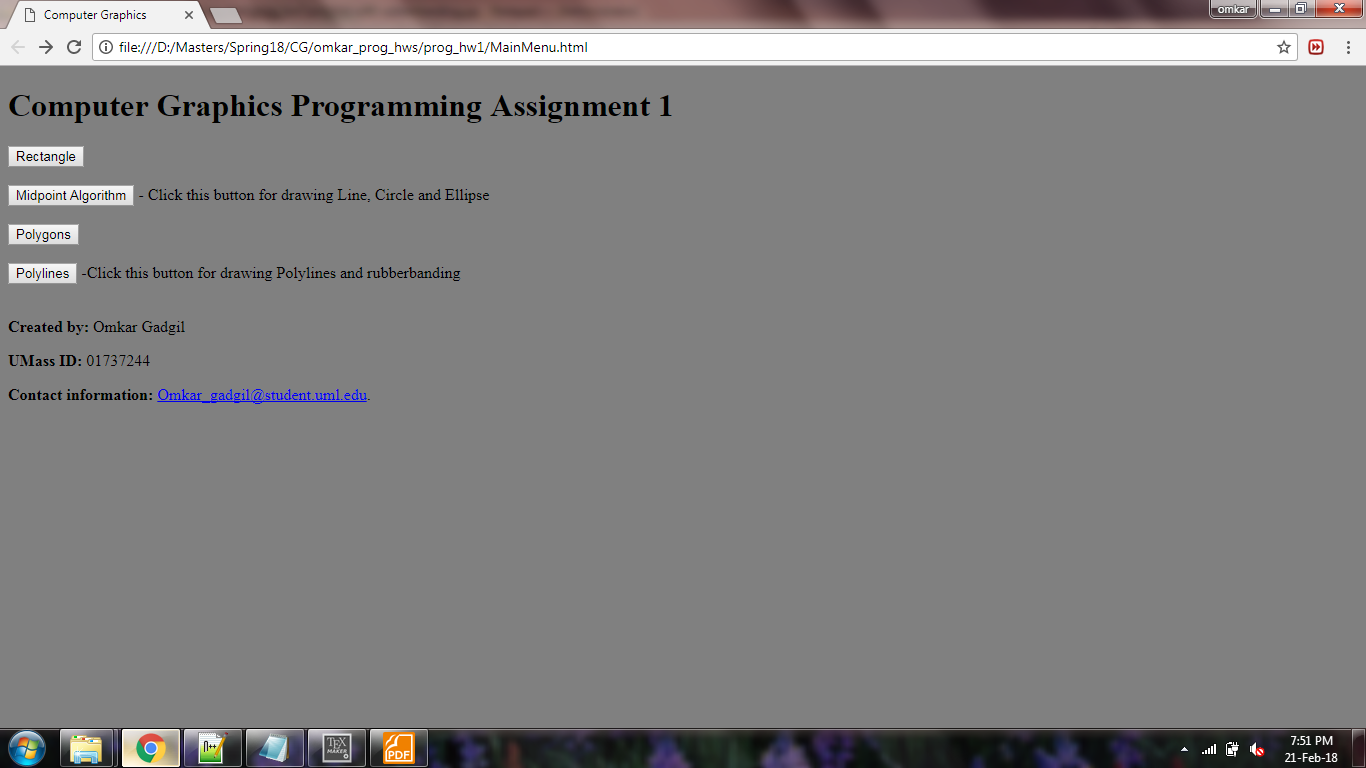 Computer Graphics
omkar
file:///D:/Masters/Spring18/CG/omkar_prog_hws/prog_hw1/MainMenu.html
Computer Graphics Programming Assignment 1
Rectangle
Midpoint Algorithm - Click this button for drawing Line, Circle and Ellipse
Polygons
Polylines -Click this button for drawing Polylines and rubberbanding
Created by: Omkar Gadgil
UMass ID: 01737244
Contact information: Omkar_gadgil@student.uml.edu.
N++
TEX
MAKER
PDF
7:51 PM
21-Feb-18